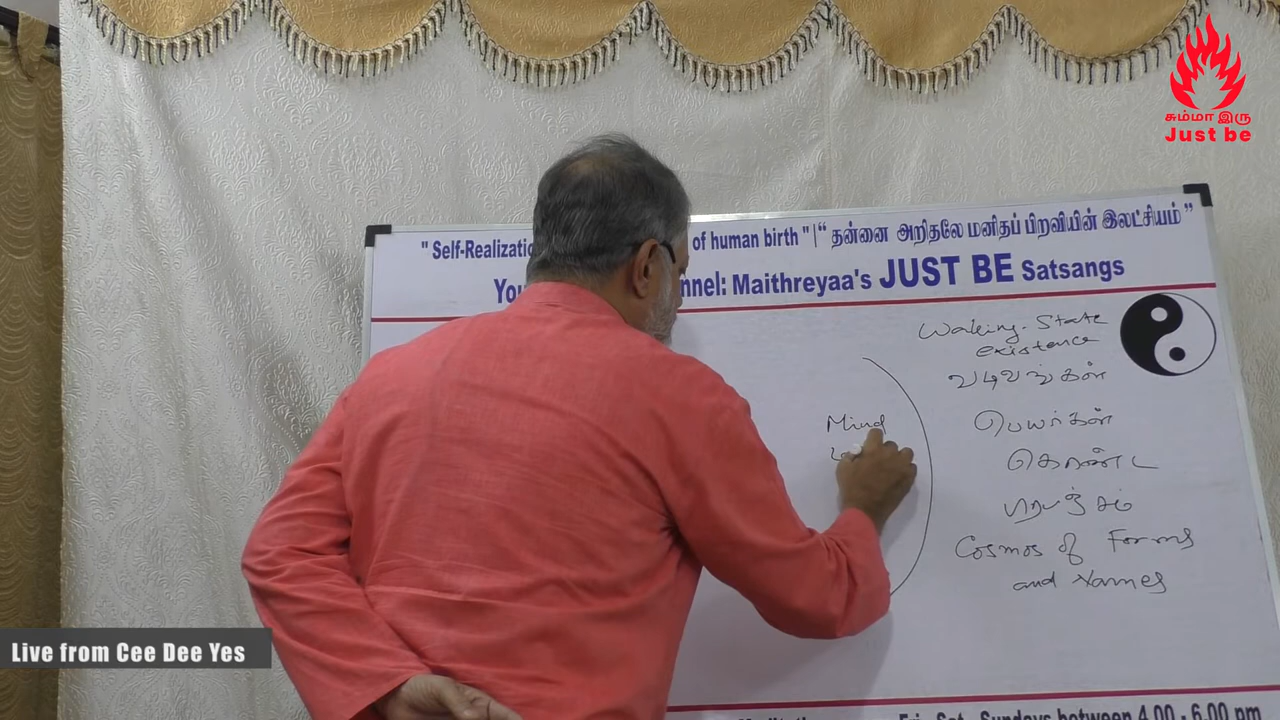 சும்மா இரு
Just be
" Self-Realizatio of human birth " |“ தன்னை அறிதலே மனிதப் பிறவியின் இலட்சியம் ”
You nnel: Maithreyaa's JUST BE Satsangs
Waking-State
existence
வடிவங்கள்
Mind
பெயர்கள்
கொண்ட
பிரபஞ்சம்
Cosmos of Forms
and Names
Live from Cee Dee Yes
Fri, Sat, Sundays between 4.00 - 6.00 pm